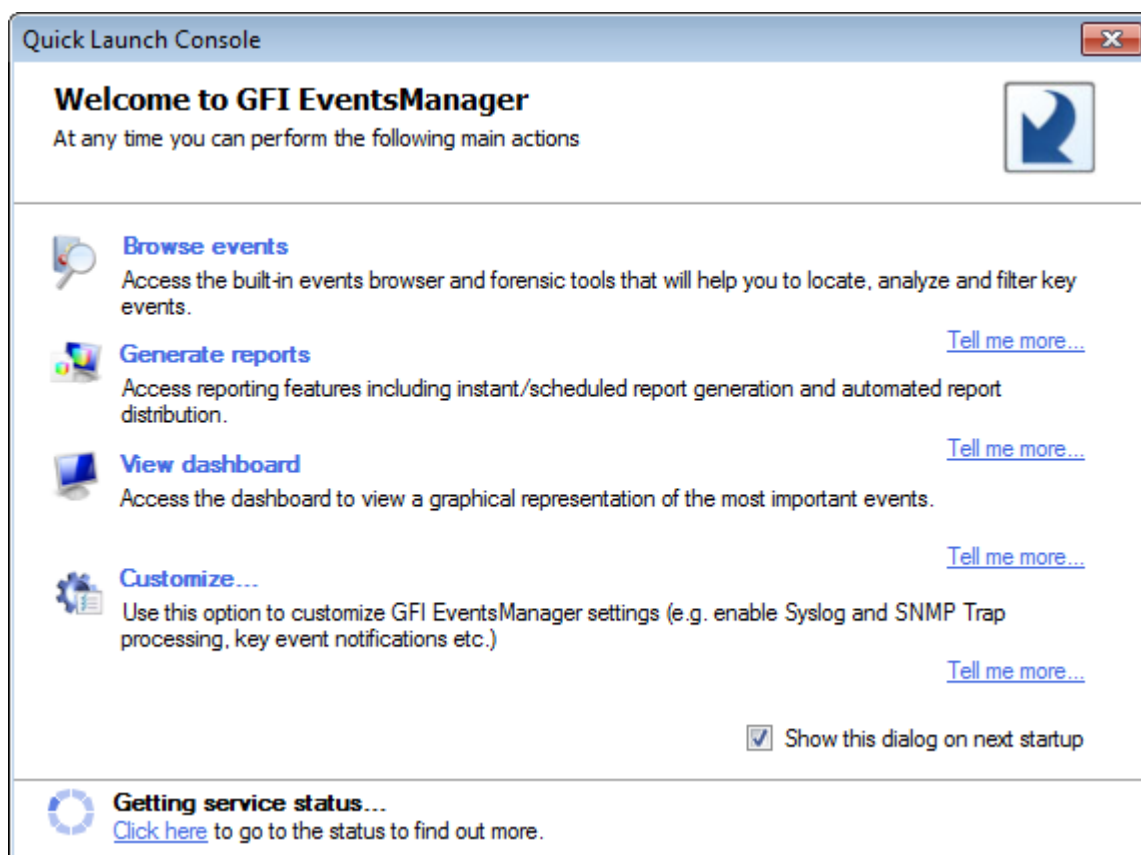 Quick Launch Console
Welcome to GFI EventsManager
At any time you can perform the following main actions
Browse events
Access the built-in events browser and forensic tools that will help you to locate, analyze and filter key
events.
Tell me more...
Generate reports
Access reporting features including instant/scheduled report generation and automated report
distribution.
Tell me more...
View dashboard
Access the dashboard to view a graphical representation of the most important events.
Tell me more...
Customize...
Use this option to customize GFI EventsManager settings (e.g. enable Syslog and SNMP Trap
processing, key event notifications etc.)
Tell me more...
Show this dialog on next startup
Getting service status...
Click here to go to the status to find out more.